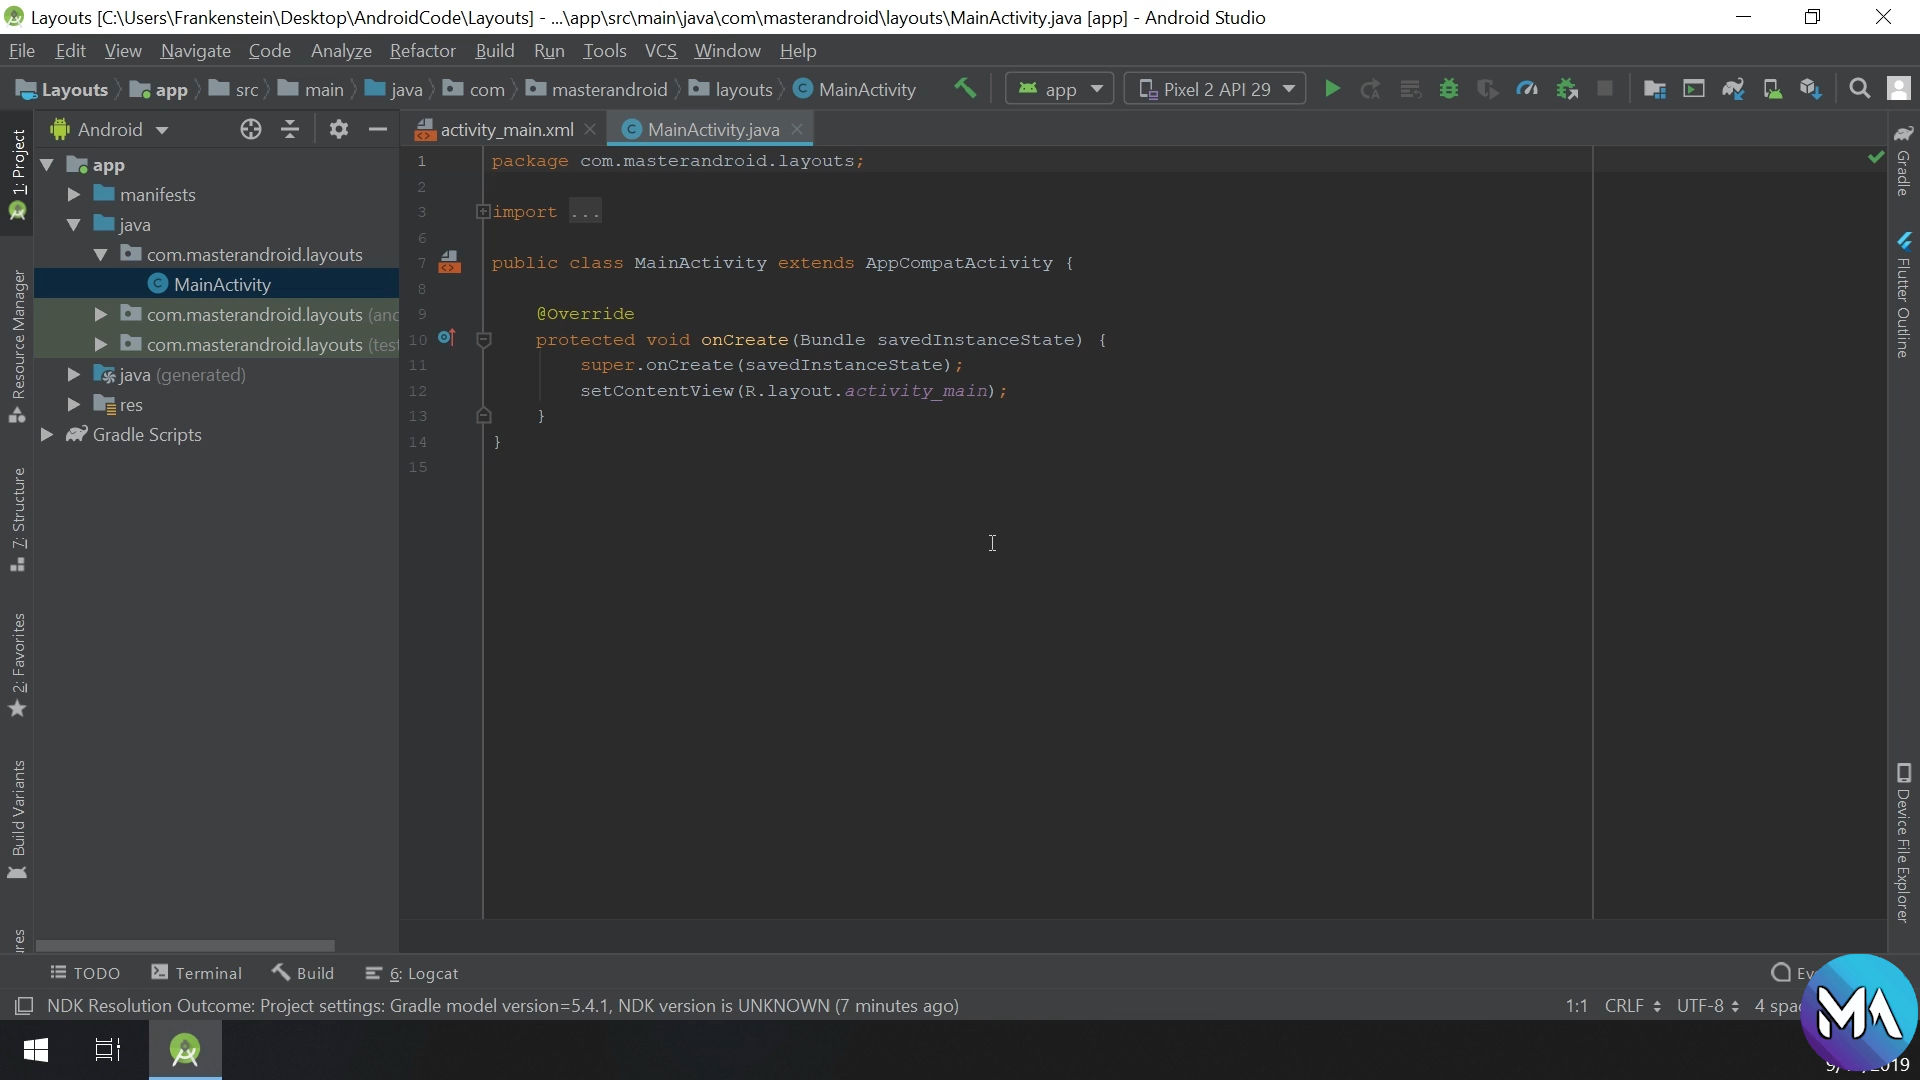 Layouts [C:\Users\Frankenstein\Desktop\AndroidCode\Layouts] - ...\app\src\main\java\com\masterandroid\layouts\MainActivity.java [app] - Android Studio
File Edit View Navigate Code Analyze Refactor Build Run Tools VCS Window Help
Layouts app src main java com masterandroid layouts MainActivity app Pixel 2 API 29
1: Project
Resource Manager
7: Structure
2: Favorites
Build Variants
Android
app
manifests
java
com.masterandroid.layouts
MainActivity
com.masterandroid.layouts
com.masterandroid.layouts (test
java (generated)
res
Gradle Scripts
activity_main.xml MainActivity.java
1 package com.masterandroid.layouts;
2
3 import ...
6
7 public class MainActivity extends AppCompatActivity {
8
9 @Override
10 protected void onCreate(Bundle savedInstanceState) {
11 super.onCreate(savedInstanceState);
12 setContentView(R.layout.activity_main);
13 }
14 }
15
Gradle
Flutter Outline
Device File Explorer
TODO Terminal Build 6: Logcat
NDK Resolution Outcome: Project settings: Gradle model version=5.4.1, NDK version is UNKNOWN (7 minutes ago)
1:1 CRLF UTF-8 4
MA